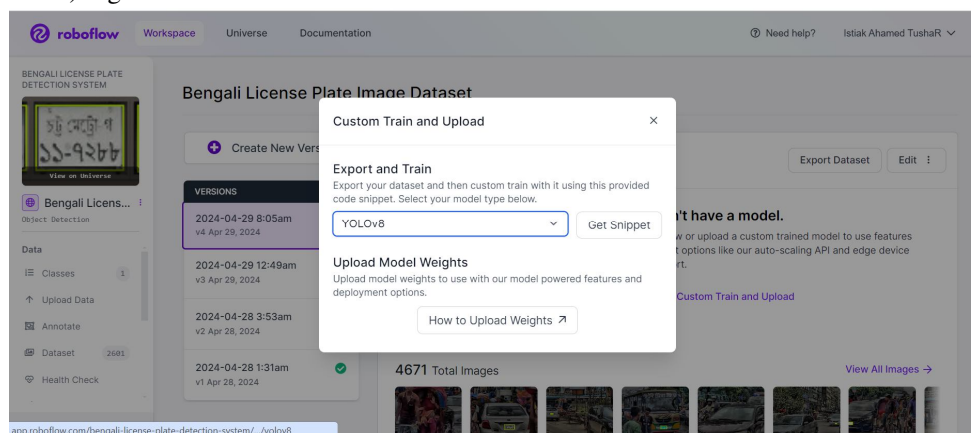 roboflow
Workspace
Universe
Documentation
Need help?
Istiak Ahamed TushaR
BENGALI LICENSE PLATE
DETECTION SYSTEM
চট্ট মেট্রো-গ
১১-৭২৮৮
View on Universe
Bengali Licens...
Object Detection
Data
Classes 1
Upload Data
Annotate
Dataset 2601
Health Check
Bengali License Plate Image Dataset
Create New Vers
VERSIONS
2024-04-29 8:05am
v4 Apr 29, 2024
2024-04-29 12:49am
v3 Apr 29, 2024
2024-04-28 3:53am
v2 Apr 28, 2024
2024-04-28 1:31am
v1 Apr 28, 2024
Custom Train and Upload
Export and Train
Export your dataset and then custom train with it using this provided
code snippet. Select your model type below.
YOLOv8
Get Snippet
Upload Model Weights
Upload model weights to use with our model powered features and
deployment options.
How to Upload Weights
Export Dataset
Edit
't have a model.
w or upload a custom trained model to use features
t options like our auto-scaling API and edge device
rt.
Custom Train and Upload
4671 Total Images
View All Images →
app.roboflow.com/bengali-license-plate-detection-system/.../yolov8